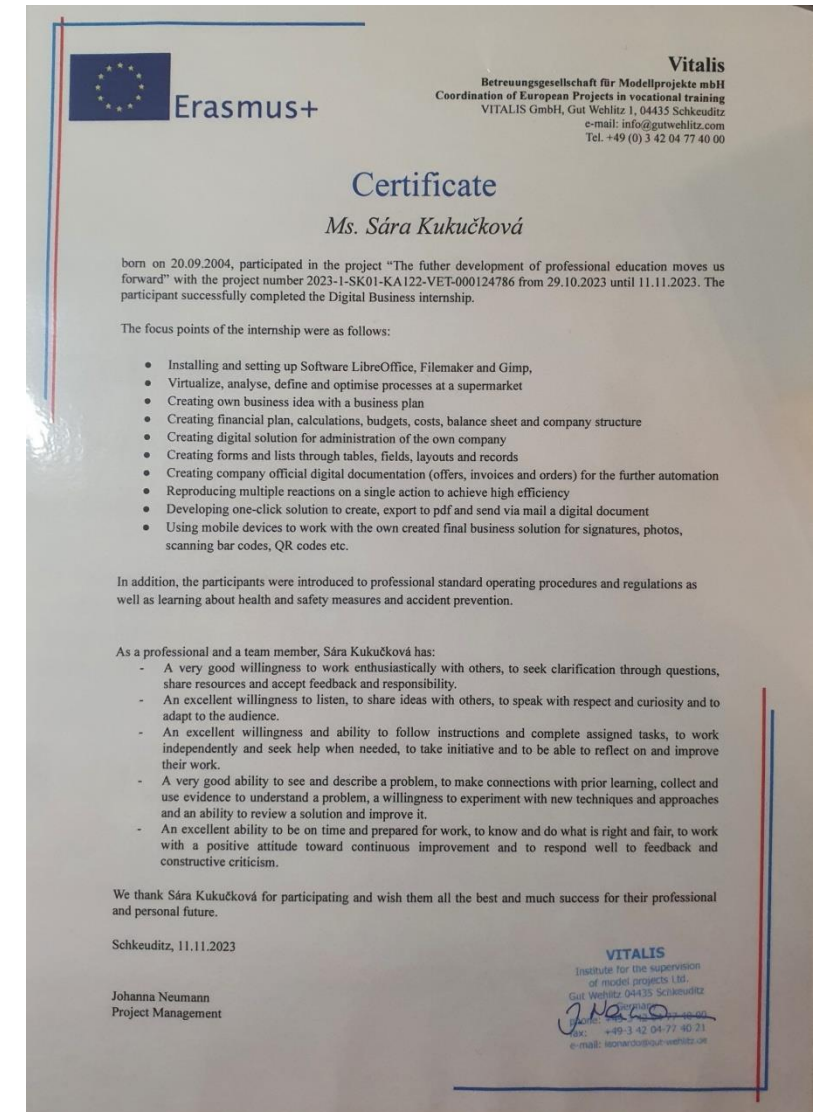 Erasmus+
Vitalis
Betreuungsgesellschaft für Modellprojekte mbH
Coordination of European Projects in vocational training
VITALIS GmbH, Gut Wehlitz 1, 04435 Schkeuditz
e-mail: info@gutwehlitz.com
Tel. +49 (0) 3 42 04 77 40 00
Certificate
Ms. Sára Kukučková
born on 20.09.2004, participated in the project “The futher development of professional education moves us
forward” with the project number 2023-1-SK01-KA122-VET-000124786 from 29.10.2023 until 11.11.2023. The
participant successfully completed the Digital Business internship.
The focus points of the internship were as follows:
• Installing and setting up Software LibreOffice, Filemaker and Gimp,
• Virtualize, analyse, define and optimise processes at a supermarket
• Creating own business idea with a business plan
• Creating financial plan, calculations, budgets, costs, balance sheet and company structure
• Creating digital solution for administration of the own company
• Creating forms and lists through tables, fields, layouts and records
• Creating company official digital documentation (offers, invoices and orders) for the further automation
• Reproducing multiple reactions on a single action to achieve high efficiency
• Developing one-click solution to create, export to pdf and send via mail a digital document
• Using mobile devices to work with the own created final business solution for signatures, photos,
scanning bar codes, QR codes etc.
In addition, the participants were introduced to professional standard operating procedures and regulations as
well as learning about health and safety measures and accident prevention.
As a professional and a team member, Sára Kukučková has:
- A very good willingness to work enthusiastically with others, to seek clarification through questions,
share resources and accept feedback and responsibility.
- An excellent willingness to listen, to share ideas with others, to speak with respect and curiosity and to
adapt to the audience.
- An excellent willingness and ability to follow instructions and complete assigned tasks, to work
independently and seek help when needed, to take initiative and to be able to reflect on and improve
their work.
- A very good ability to see and describe a problem, to make connections with prior learning, collect and
use evidence to understand a problem, a willingness to experiment with new techniques and approaches
and an ability to review a solution and improve it.
- An excellent ability to be on time and prepared for work, to know and do what is right and fair, to work
with a positive attitude toward continuous improvement and to respond well to feedback and
constructive criticism.
We thank Sára Kukučková for participating and wish them all the best and much success for their professional
and personal future.
Schkeuditz, 11.11.2023
Johanna Neumann
Project Management
VITALIS
Institute for the supervision
of model projects Ltd.
Gut Wehlitz 04435 Schkeuditz
Germany
phone:
fax: +49-3 42 04-77 40 21
e-mail: leonardo@gut-wehlitz.de